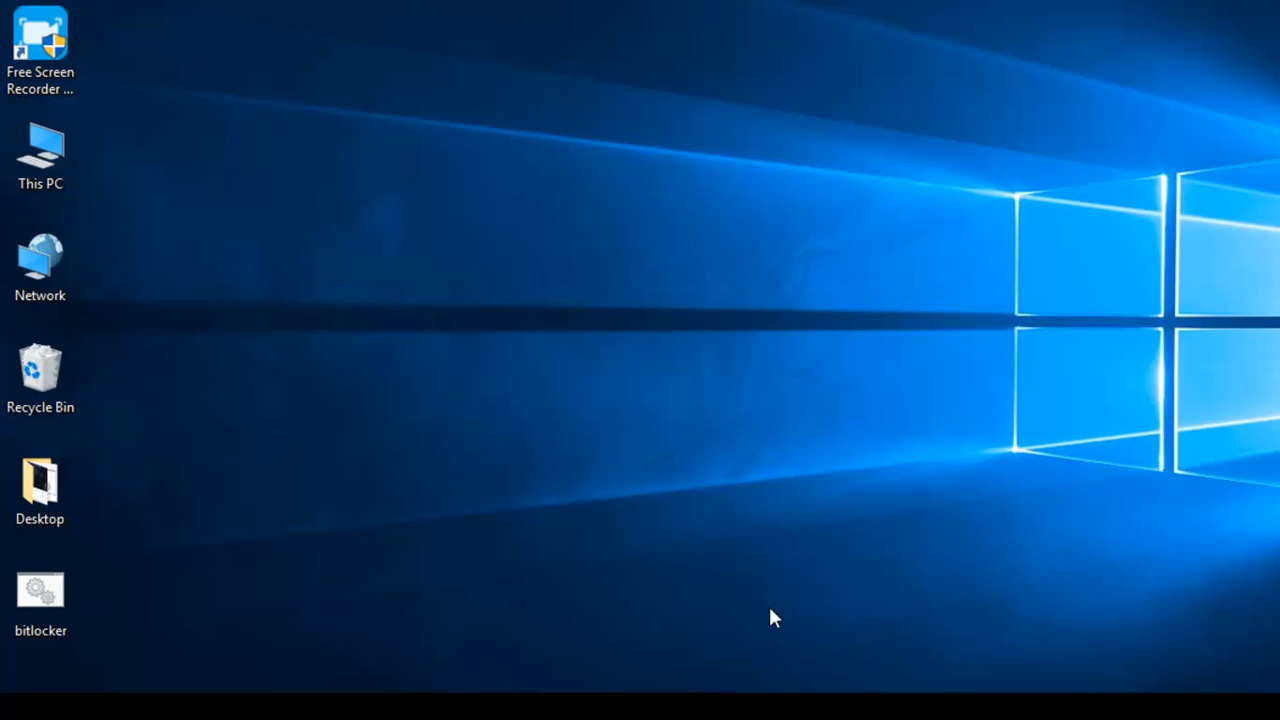 Free Screen
Recorder ...
This PC
Network
Recycle Bin
Desktop
bitlocker